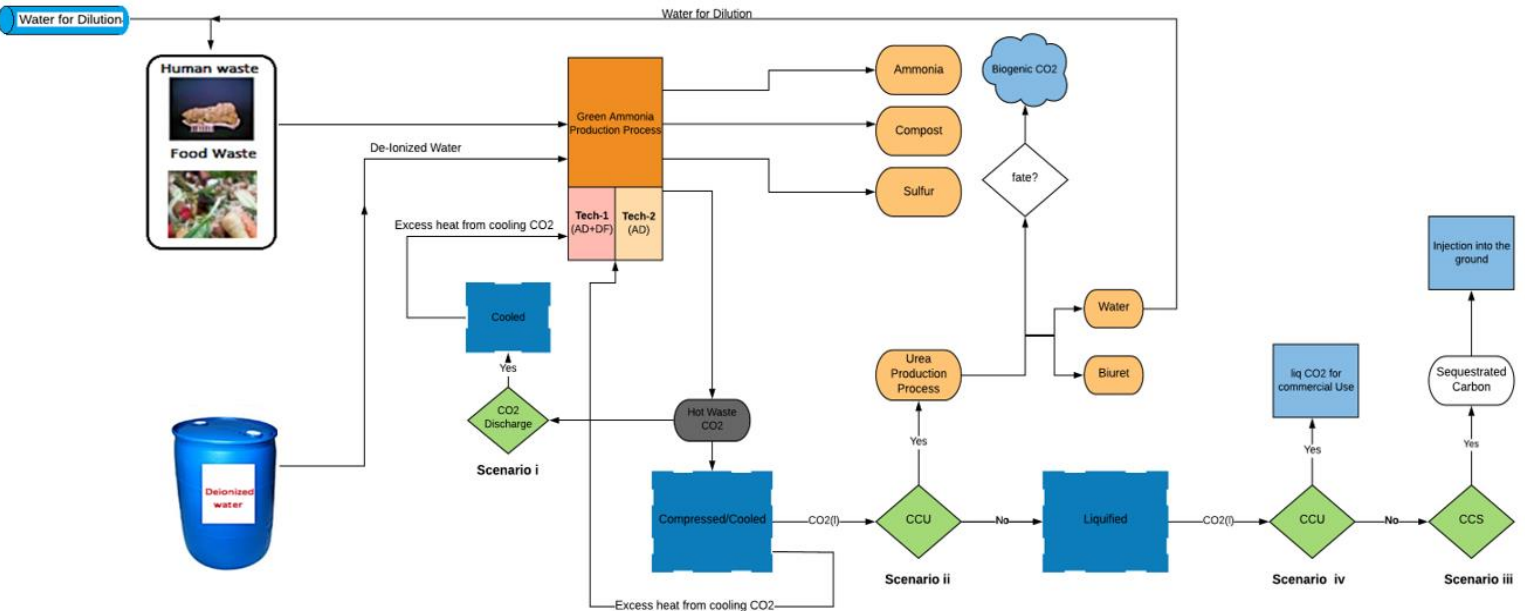 Water for Dilution
Water for Dilution
Human waste
Food Waste
De-Ionized Water
Green Ammonia
Production Process
Tech-1
(AD+DF)
Tech-2
(AD)
Ammonia
Compost
Sulfur
Biogenic CO2
fate?
Excess heat from cooling CO2
Cooled
Yes
CO2
Discharge
Scenario i
Hot Waste
CO2
Deionized
water
Compressed/Cooled
CO2(l)
Excess heat from cooling CO2
Urea
Production
Process
Water
Biuret
Yes
CCU
Scenario ii
No
Liquified
CO2(l)
liq CO2 for
commercial Use
Yes
CCU
Scenario iv
No
Injection into the
ground
Sequestrated
Carbon
Yes
CCS
Scenario iii